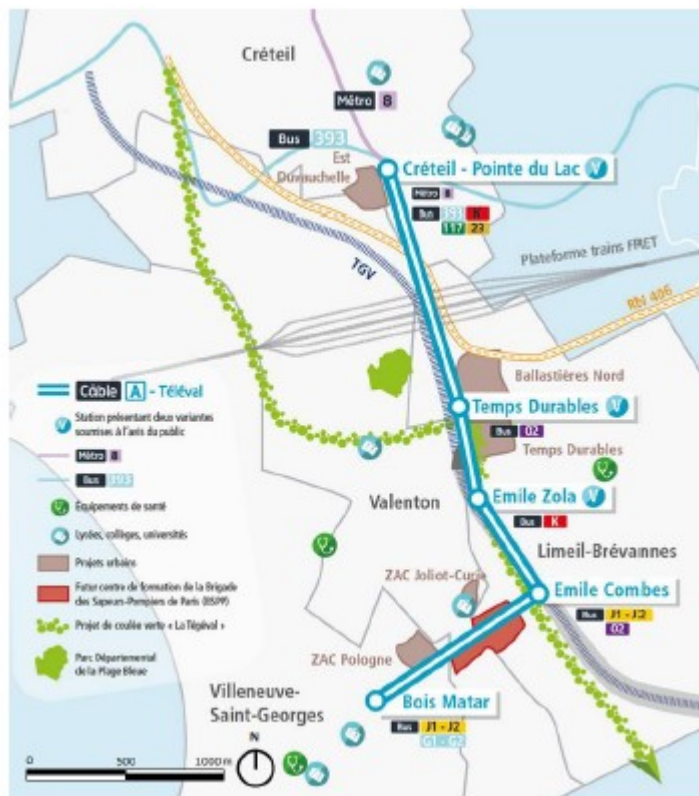 Créteil
Métro 8
Bus 393
Est
Duvauchelle
Créteil - Pointe du Lac V
Métro 8
Bus 393 K
117 23
Plateforme trains FRET
TGV
RN 406
Ballastières Nord
Temps Durables V
Bus O2
Temps Durables
Emile Zola V
Bus K
Valenton
Limeil-Brévannes
ZAC Joliot-Curie
Emile Combes
Bus J1 - J2
O2
ZAC Pologne
Bois Matar
Bus J1 - J2
G1 - G2
Villeneuve-
Saint-Georges
Câble A - Téléval
Station présentant deux variantes
soumises à l'avis du public
Métro 8
Bus 393
Équipements de santé
Lycées, collèges, universités
Projets urbains
Futur centre de formation de la Brigade
des Sapeurs-Pompiers de Paris (BSPP)
Projet de coulée verte « La Tégéval »
Parc Départemental
de la Plage Bleue
N
0 500 1000 m